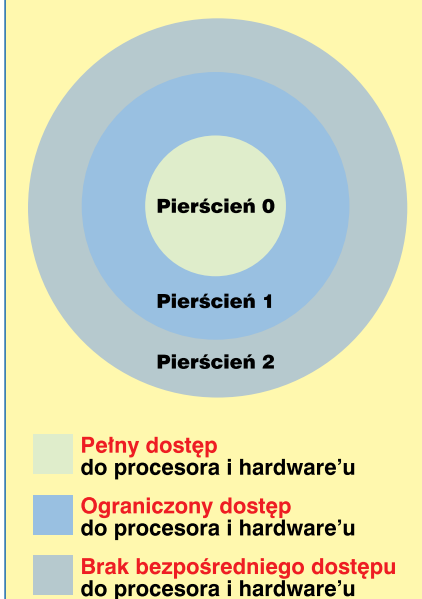 Pierścień 0
Pierścień 1
Pierścień 2
Pełny dostęp
do procesora i hardware'u
Ograniczony dostęp
do procesora i hardware'u
Brak bezpośredniego dostępu
do procesora i hardware'u